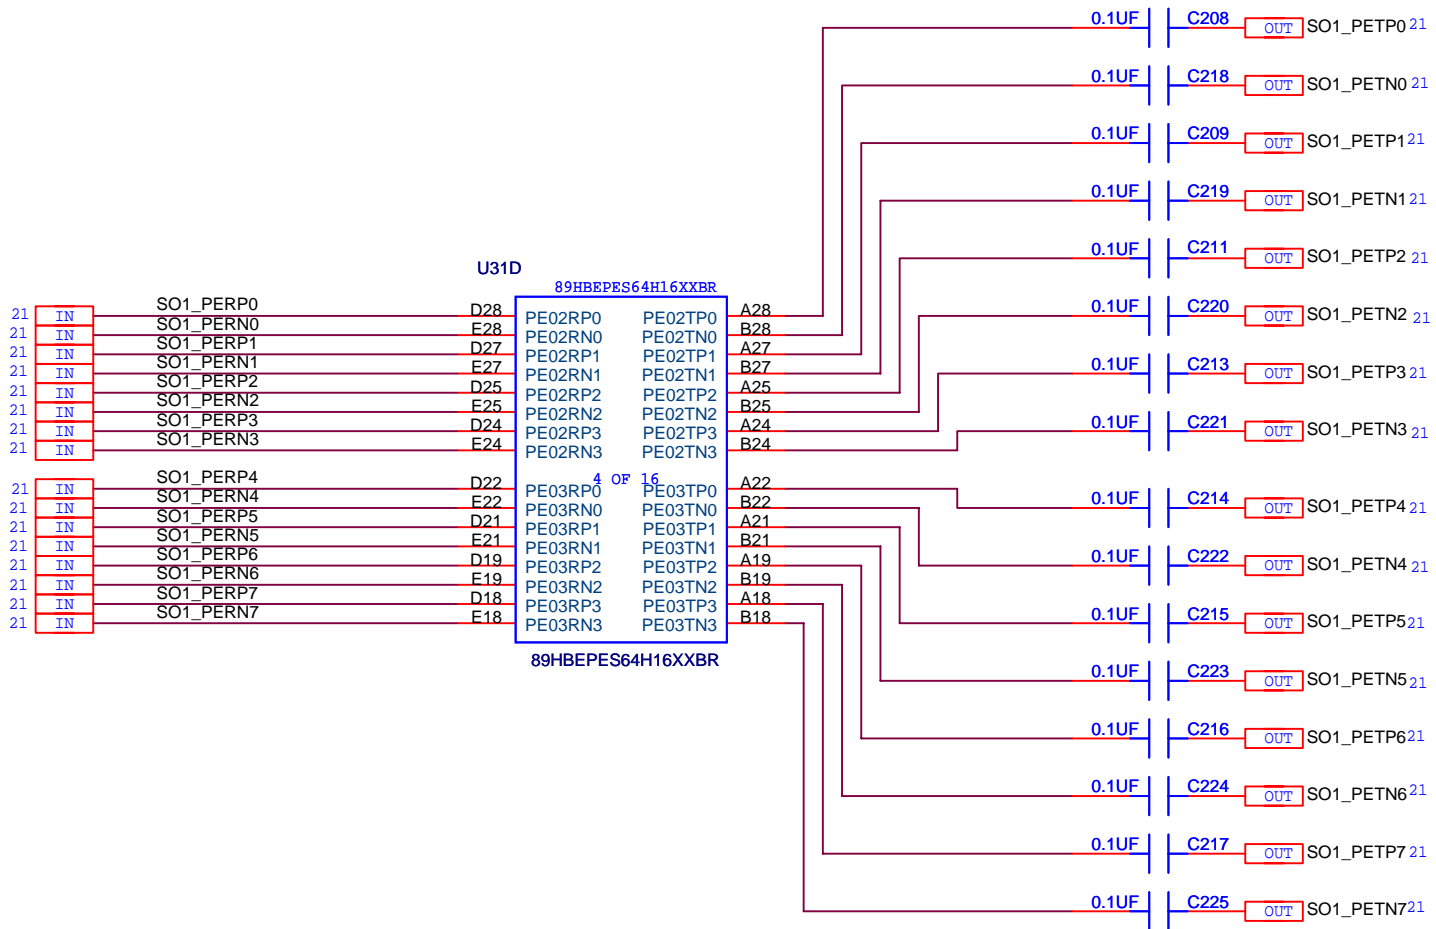 0.1UF C208 OUT SO1_PETP0 21
0.1UF C218 OUT SO1_PETN0 21
0.1UF C209 OUT SO1_PETP1 21
0.1UF C219 OUT SO1_PETN1 21
0.1UF C211 OUT SO1_PETP2 21
U31D
89HBEPES64H16XXBR
21 IN SO1_PERP0 D28 PE02RP0 PE02TP0 A28
21 IN SO1_PERN0 E28 PE02RN0 PE02TN0 B28
21 IN SO1_PERP1 D27 PE02RP1 PE02TP1 A27
21 IN SO1_PERN1 E27 PE02RN1 PE02TN1 B27
21 IN SO1_PERP2 D25 PE02RP2 PE02TP2 A25
21 IN SO1_PERN2 E25 PE02RN2 PE02TN2 B25
21 IN SO1_PERP3 D24 PE02RP3 PE02TP3 A24
21 IN SO1_PERN3 E24 PE02RN3 PE02TN3 B24
4 OF 16
21 IN SO1_PERP4 D22 PE03RP0 PE03TP0 A22
21 IN SO1_PERN4 E22 PE03RN0 PE03TN0 B22
21 IN SO1_PERP5 D21 PE03RP1 PE03TP1 A21
21 IN SO1_PERN5 E21 PE03RN1 PE03TN1 B21
21 IN SO1_PERP6 D19 PE03RP2 PE03TP2 A19
21 IN SO1_PERN6 E19 PE03RN2 PE03TN2 B19
21 IN SO1_PERP7 D18 PE03RP3 PE03TP3 A18
21 IN SO1_PERN7 E18 PE03RN3 PE03TN3 B18
89HBEPES64H16XXBR
0.1UF C220 OUT SO1_PETN2 21
0.1UF C213 OUT SO1_PETP3 21
0.1UF C221 OUT SO1_PETN3 21
0.1UF C214 OUT SO1_PETP4 21
0.1UF C222 OUT SO1_PETN4 21
0.1UF C215 OUT SO1_PETP5 21
0.1UF C223 OUT SO1_PETN5 21
0.1UF C216 OUT SO1_PETP6 21
0.1UF C224 OUT SO1_PETN6 21
0.1UF C217 OUT SO1_PETP7 21
0.1UF C225 OUT SO1_PETN7 21